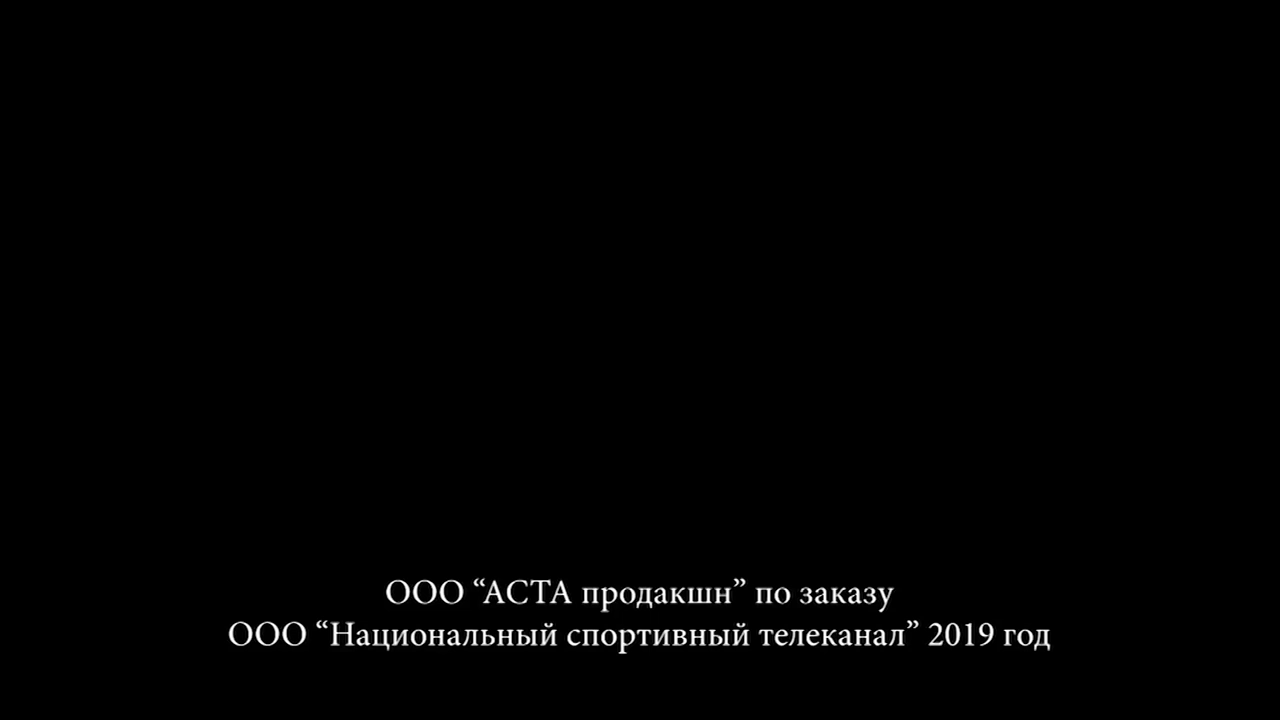 ООО “АСТА продакшн” по заказу
ООО “Национальный спортивный телеканал” 2019 год